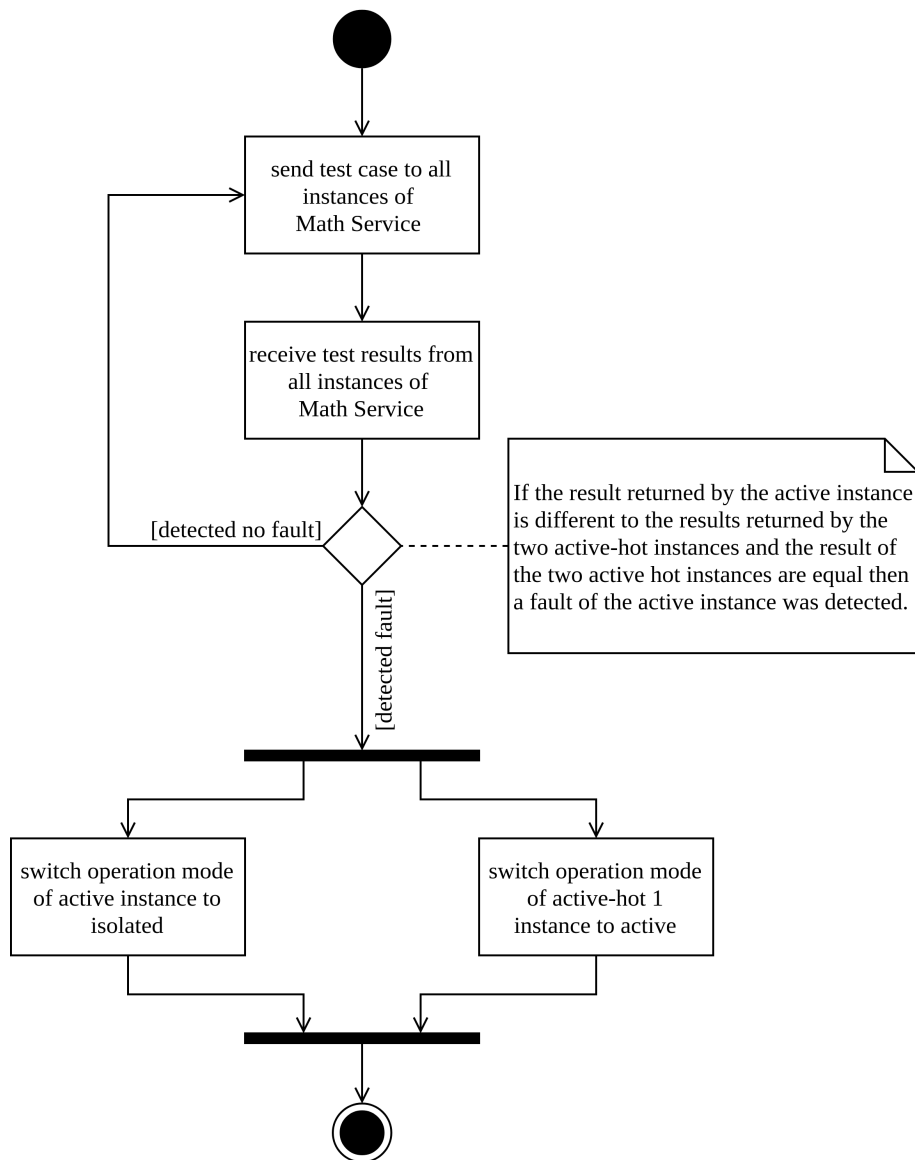 send test case to all
instances of
Math Service
receive test results from
all instances of
Math Service
[detected no fault]
If the result returned by the active instance
is different to the results returned by the
two active-hot instances and the result of
the two active hot instances are equal then
a fault of the active instance was detected.
[detected fault]
switch operation mode
of active instance to
isolated
switch operation mode
of active-hot 1
instance to active